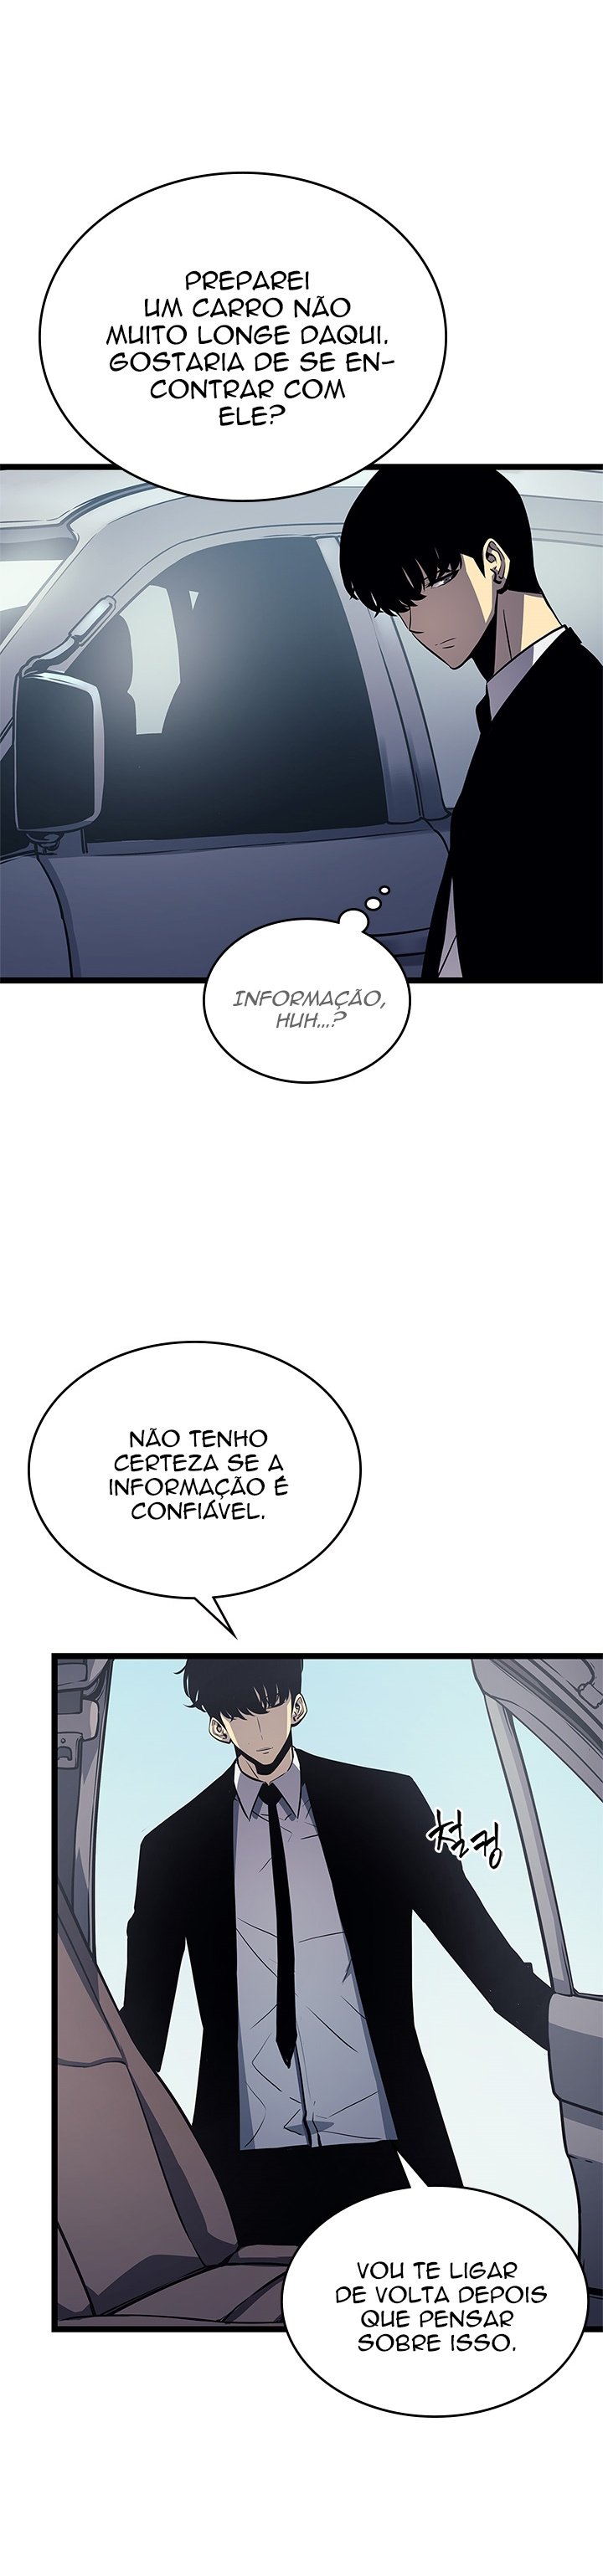 PREPAREI
UM CARRO NÃO
MUITO LONGE DAQUI.
GOSTARIA DE SE EN-
CONTRAR COM
ELE?
INFORMAÇÃO,
HUH...?
NÃO TENHO
CERTEZA SE A
INFORMAÇÃO É
CONFIÁVEL.
철컹
VOU TE LIGAR
DE VOLTA DEPOIS
QUE PENSAR
SOBRE ISSO.